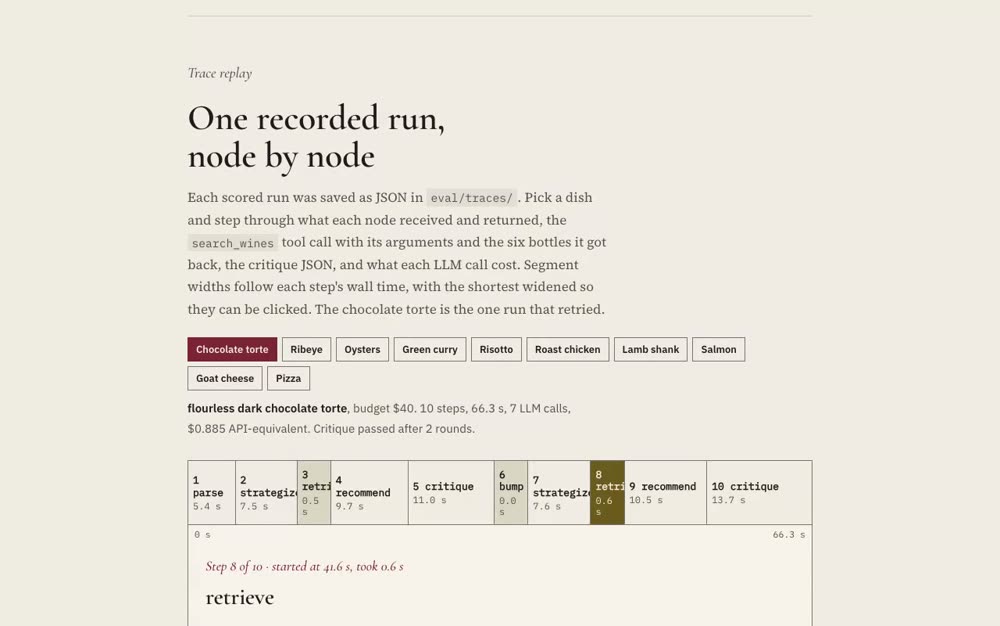 Trace replay
One recorded run,
node by node
Each scored run was saved as JSON in eval/traces/ . Pick a dish
and step through what each node received and returned, the
search_wines tool call with its arguments and the six bottles it got
back, the critique JSON, and what each LLM call cost. Segment
widths follow each step's wall time, with the shortest widened so
they can be clicked. The chocolate torte is the one run that retried.
Chocolate torte Ribeye Oysters Green curry Risotto Roast chicken Lamb shank Salmon
Goat cheese Pizza
flourless dark chocolate torte, budget $40. 10 steps, 66.3 s, 7 LLM calls,
$0.885 API-equivalent. Critique passed after 2 rounds.
1
parse
5.4 s
2
strategize
7.5 s
3
retri
0.5
s
4
recommend
9.7 s
5 critique
11.0 s
6
bump
0.0
s
7
strategize
7.6 s
8
retri
0.6
s
9 recommend
10.5 s
10 critique
13.7 s
0 s 66.3 s
Step 8 of 10 · started at 41.6 s, took 0.6 s
retrieve